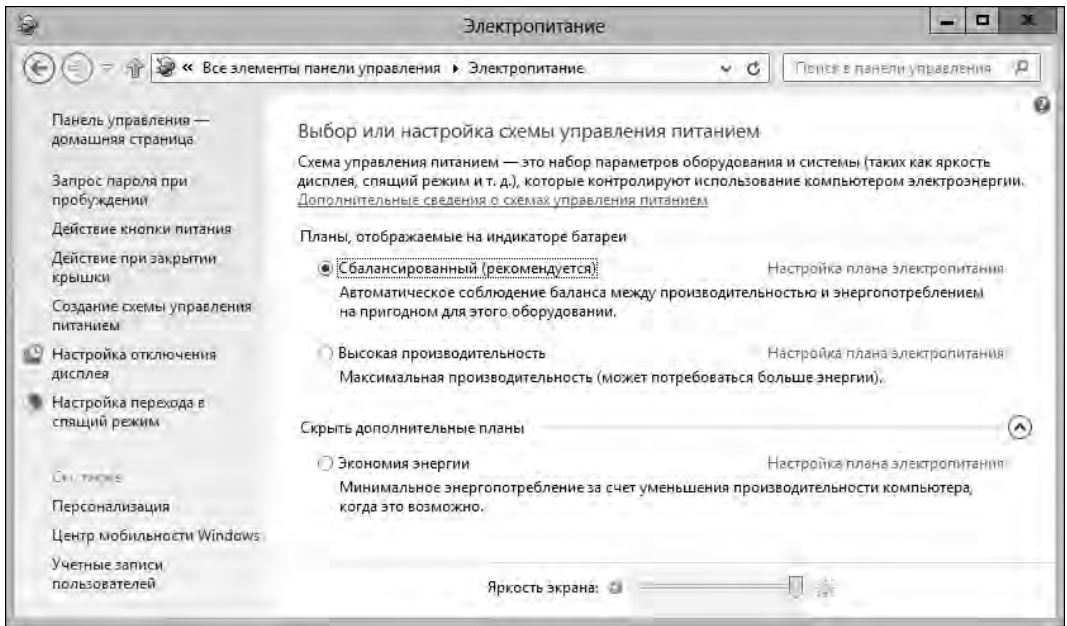 Электропитание
« Все элементы панели управления ▸ Электропитание
Поиск в панели управления
Панель управления —
домашняя страница
Запрос пароля при
пробуждении
Действие кнопки питания
Действие при закрытии
крышки
Создание схемы управления
питанием
Настройка отключения
дисплея
Настройка перехода в
спящий режим
См. также
Персонализация
Центр мобильности Windows
Учетные записи
пользователей
Выбор или настройка схемы управления питанием
Схема управления питанием — это набор параметров оборудования и системы (таких как яркость
дисплея, спящий режим и т. д.), которые контролируют использование компьютером электроэнергии.
Дополнительные сведения о схемах управления питанием
Планы, отображаемые на индикаторе батареи
Сбалансированный (рекомендуется) Настройка плана электропитания
Автоматическое соблюдение баланса между производительностью и энергопотреблением
на пригодном для этого оборудовании.
Высокая производительность Настройка плана электропитания
Максимальная производительность (может потребоваться больше энергии).
Скрыть дополнительные планы
Экономия энергии Настройка плана электропитания
Минимальное энергопотребление за счет уменьшения производительности компьютера,
когда это возможно.
Яркость экрана: